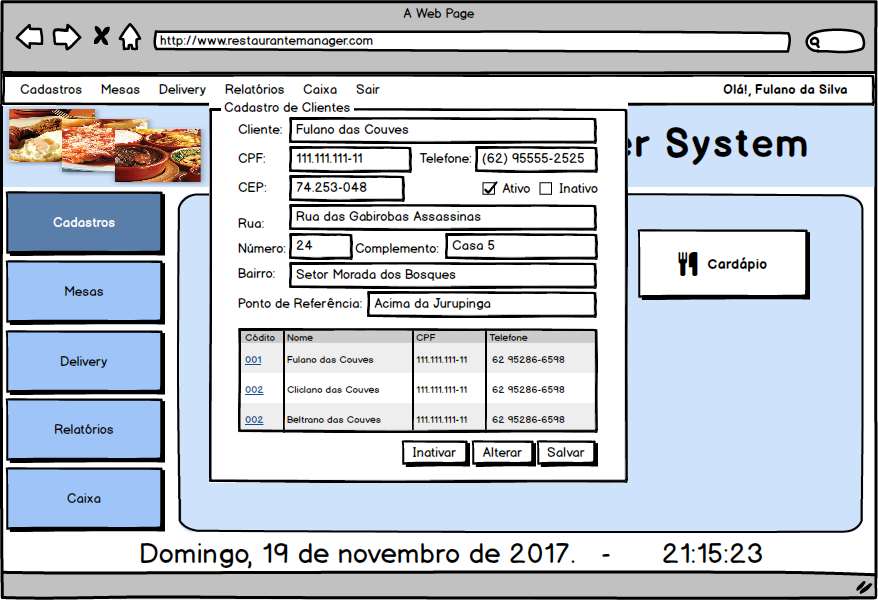 A Web Page
http://www.restaurantemanager.com
Cadastros Mesas Delivery Relatórios Caixa Sair Olá!, Fulano da Silva
er System
Cadastros
Mesas
Delivery
Relatórios
Caixa
Cadastro de Clientes
Cliente: Fulano das Couves
CPF: 111.111.111-11 Telefone: (62) 95555-2525
CEP: 74.253-048 Ativo Inativo
Rua: Rua das Gabirobas Assassinas
Número: 24 Complemento: Casa 5
Bairro: Setor Morada dos Bosques
Ponto de Referência: Acima da Jurupinga
Códito Nome CPF Telefone
001 Fulano das Couves 111.111.111-11 62 95286-6598
002 Cliclano das Couves 111.111.111-11 62 95286-6598
002 Beltrano das Couves 111.111.111-11 62 95286-6598
Inativar Alterar Salvar
Cardápio
Domingo, 19 de novembro de 2017. - 21:15:23